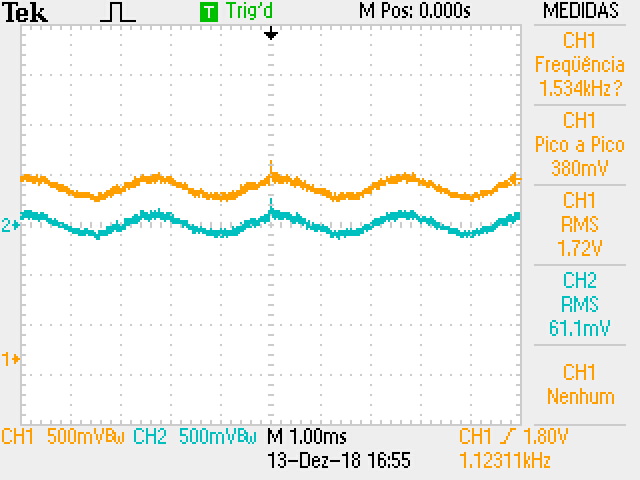 Tek T Trig'd M Pos: 0.000s MEDIDAS
CH1
Freqüência
1.534kHz?
CH1
Pico a Pico
380mV
CH1
RMS
1.72V
CH2
RMS
61.1mV
CH1
Nenhum
2
1
CH1 500mVBw CH2 500mVBw M 1.00ms CH1 1.80V
13-Dez-18 16:55 1.12311kHz